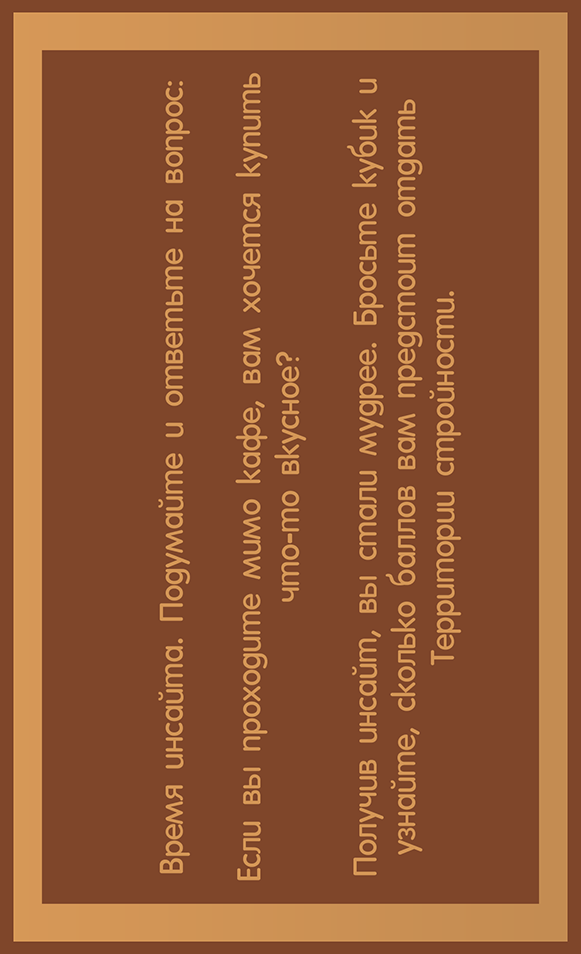 Время инсайта. Подумайте и ответьте на вопрос:
Если вы проходите мимо кафе, вам хочется купить
что-то вкусное?
Получив инсайт, вы стали мудрее. Бросьте кубик и
узнайте, сколько баллов вам предстоит отдать
Территории стройности.